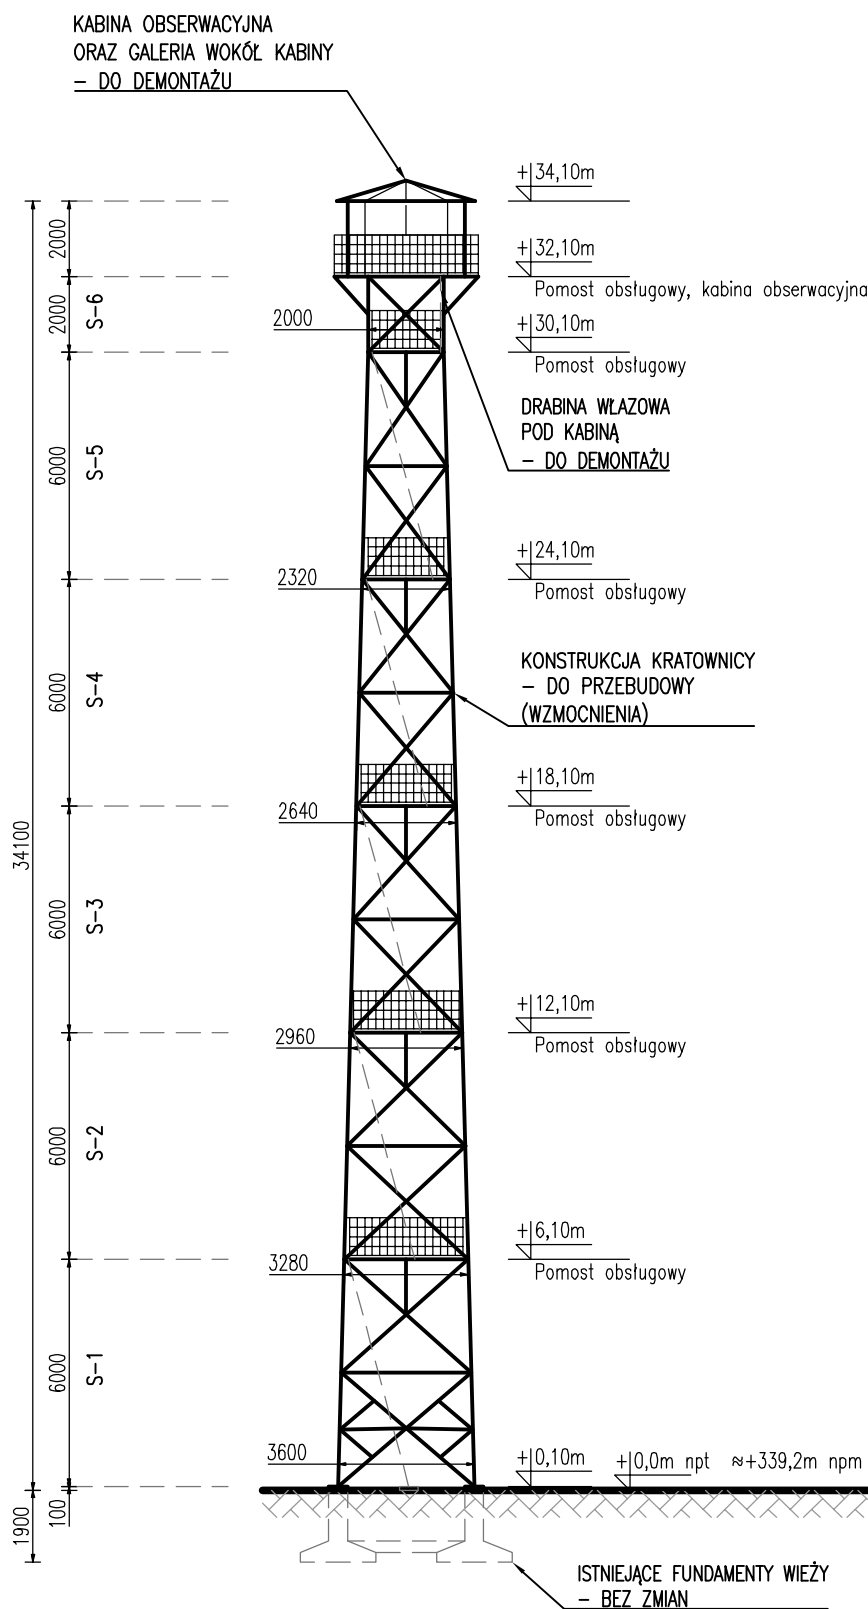 KABINA OBSERWACYJNA
ORAZ GALERIA WOKÓŁ KABINY
– DO DEMONTAŻU
+34,10m
2000
+32,10m
Pomost obsługowy, kabina obserwacyjna
2000
S-6
2000
+30,10m
Pomost obsługowy
DRABINA WŁAZOWA
POD KABINĄ
– DO DEMONTAŻU
6000
S-5
+24,10m
2320
Pomost obsługowy
KONSTRUKCJA KRATOWNICY
– DO PRZEBUDOWY
(WZMOCNIENIA)
6000
S-4
+18,10m
2640
Pomost obsługowy
34100
6000
S-3
+12,10m
2960
Pomost obsługowy
6000
S-2
+6,10m
3280
Pomost obsługowy
6000
S-1
3600
+0,10m
+0,0m npt ≈+339,2m npm
1900
100
ISTNIEJĄCE FUNDAMENTY WIEŻY
– BEZ ZMIAN